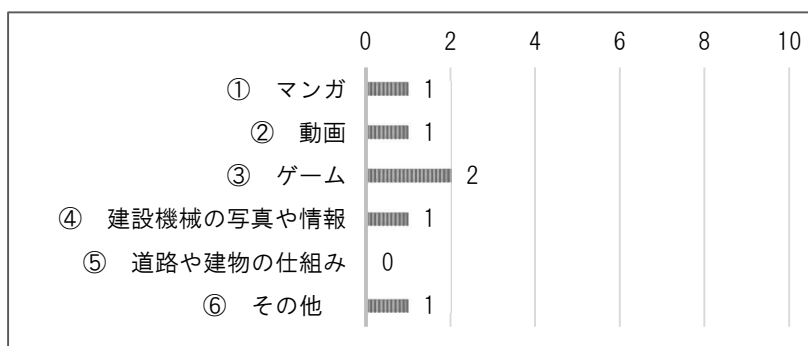 0 2 4 6 8 10
① マンガ 1
② 動画 1
③ ゲーム 2
④ 建設機械の写真や情報 1
⑤ 道路や建物の仕組み 0
⑥ その他 1